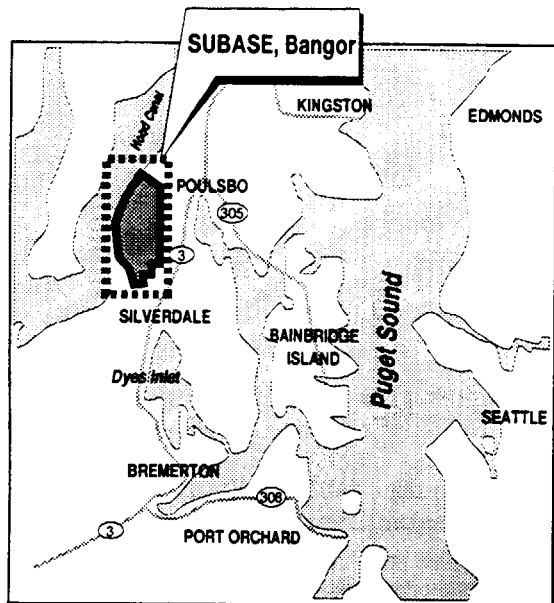 SUBASE, Bangor
Hood Canal
KINGSTON
EDMONDS
POULSBO
305
3
SILVERDALE
BAINBRIDGE
ISLAND
Puget Sound
Dyes Inlet
SEATTLE
BREMERTON
308
3
PORT ORCHARD